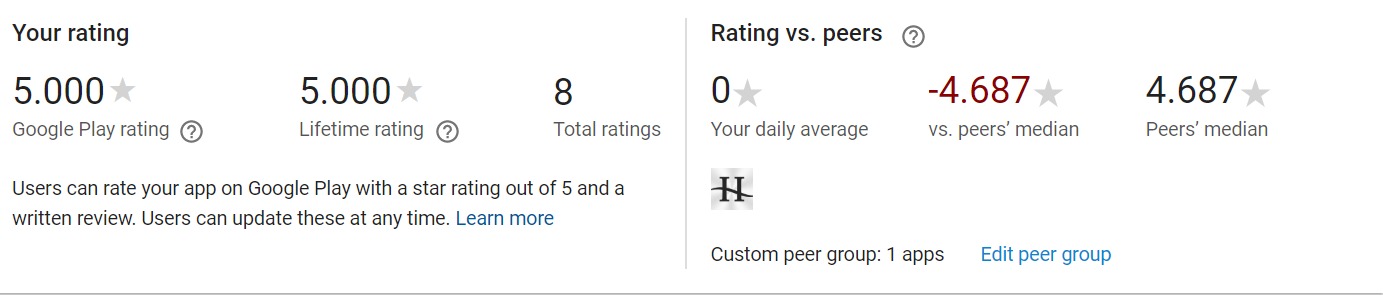 Your rating
5.000
5.000
8
Google Play rating ?
Lifetime rating ?
Total ratings
Users can rate your app on Google Play with a star rating out of 5 and a
written review. Users can update these at any time. Learn more
Rating vs. peers ?
0
-4.687
4.687
Your daily average
vs. peers’ median
Peers’ median
H
Custom peer group: 1 apps
Edit peer group